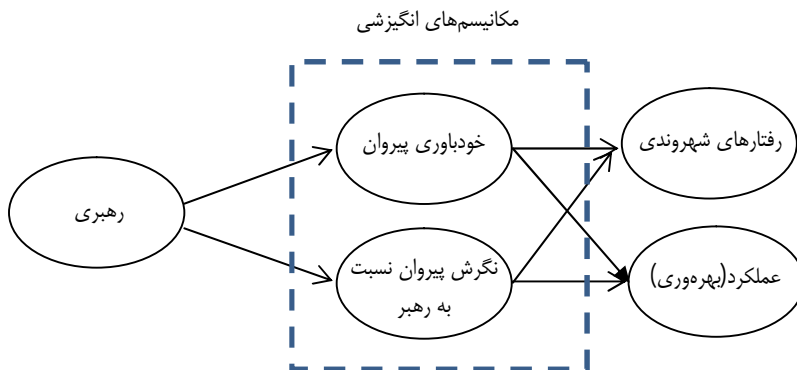 مکانیسم‌های انگیزشی
خودباوری پیروان
رفتارهای شهروندی
رهبری
نگرش پیروان نسبت
به رهبر
عملکرد(بهره‌وری)